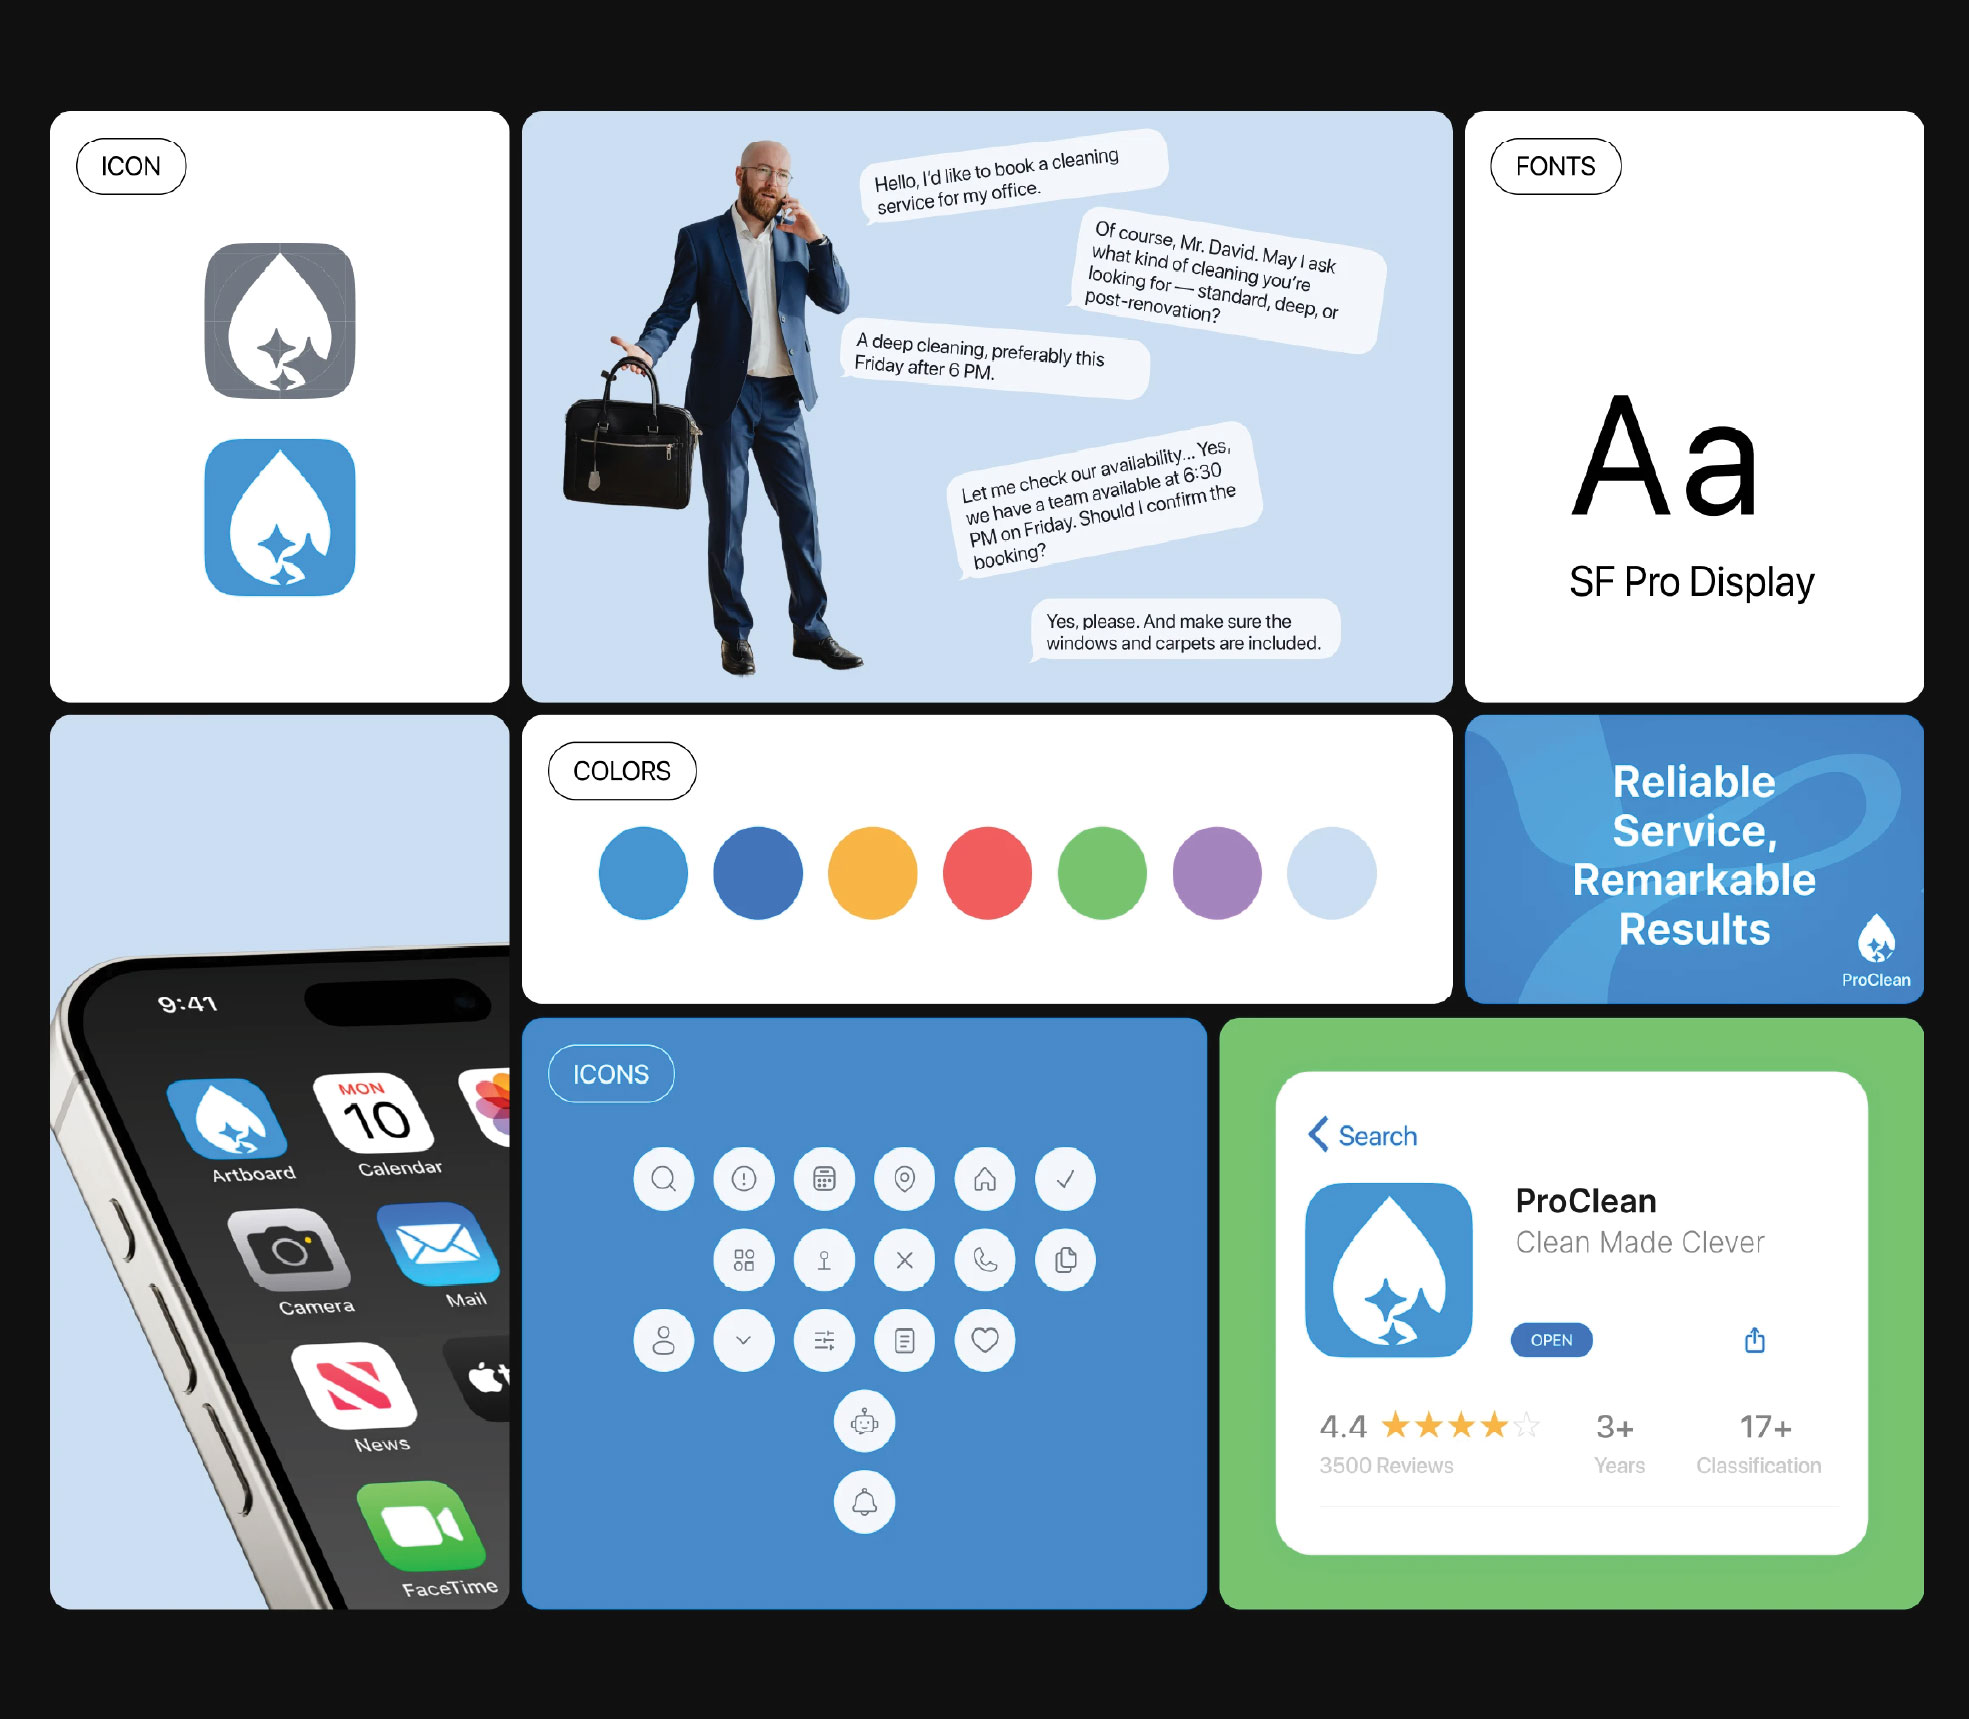 ICON
Hello, I'd like to book a cleaning
service for my office.
Of course, Mr. David. May I ask
what kind of cleaning you're
looking for — standard, deep, or
post-renovation?
A deep cleaning, preferably this
Friday after 6 PM.
Let me check our availability... Yes,
we have a team available at 6:30
PM on Friday. Should I confirm the
booking?
Yes, please. And make sure the
windows and carpets are included.
FONTS
Aa
SF Pro Display
9:41
Artboard
MON
10
Calendar
Camera
Mail
News
FaceTime
COLORS
Reliable
Service,
Remarkable
Results
ProClean
ICONS
Search
ProClean
Clean Made Clever
OPEN
4.4
3+
17+
3500 Reviews
Years
Classification